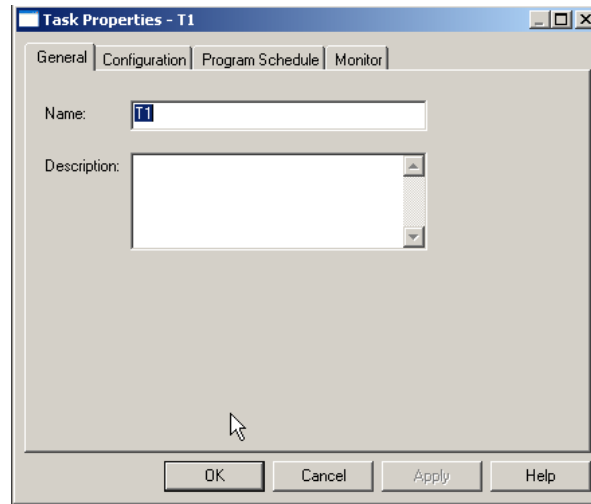 Task Properties - T1
General Configuration Program Schedule Monitor
Name: T1
Description:
OK Cancel Apply Help